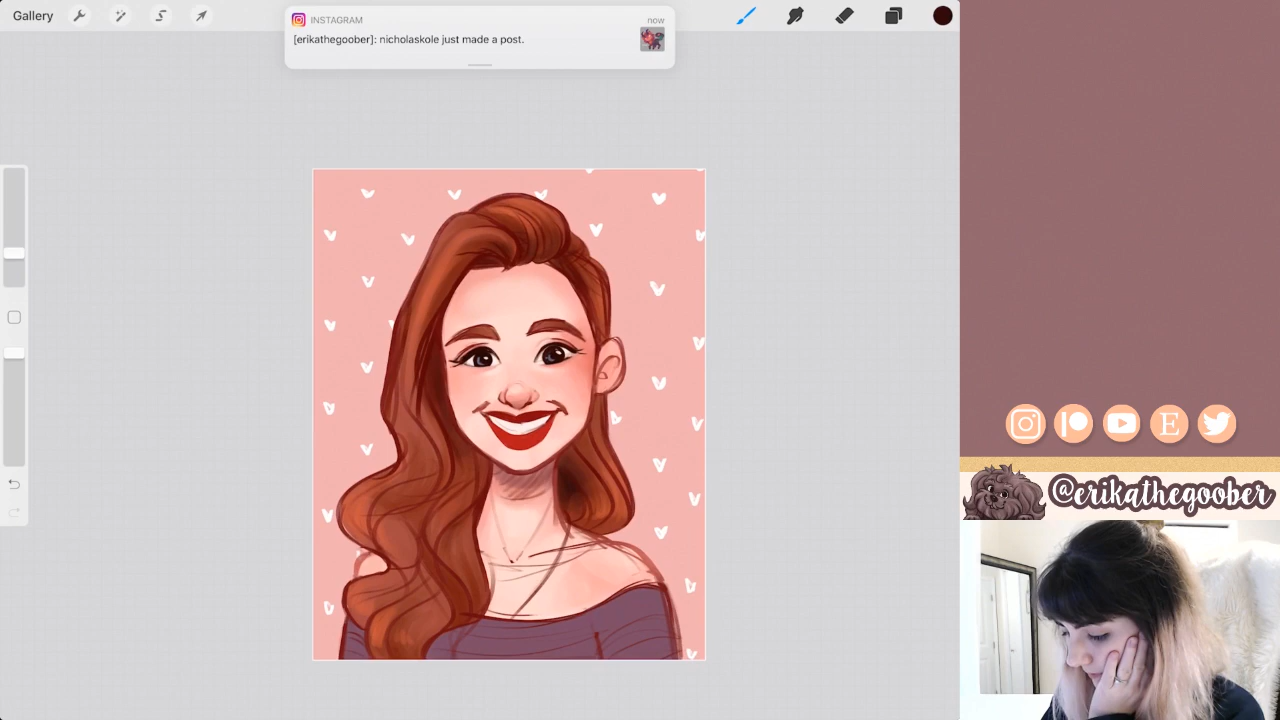 Gallery
INSTAGRAM
now
[erikathegoober]: nicholaskole just made a post.
E
@erikathegoober